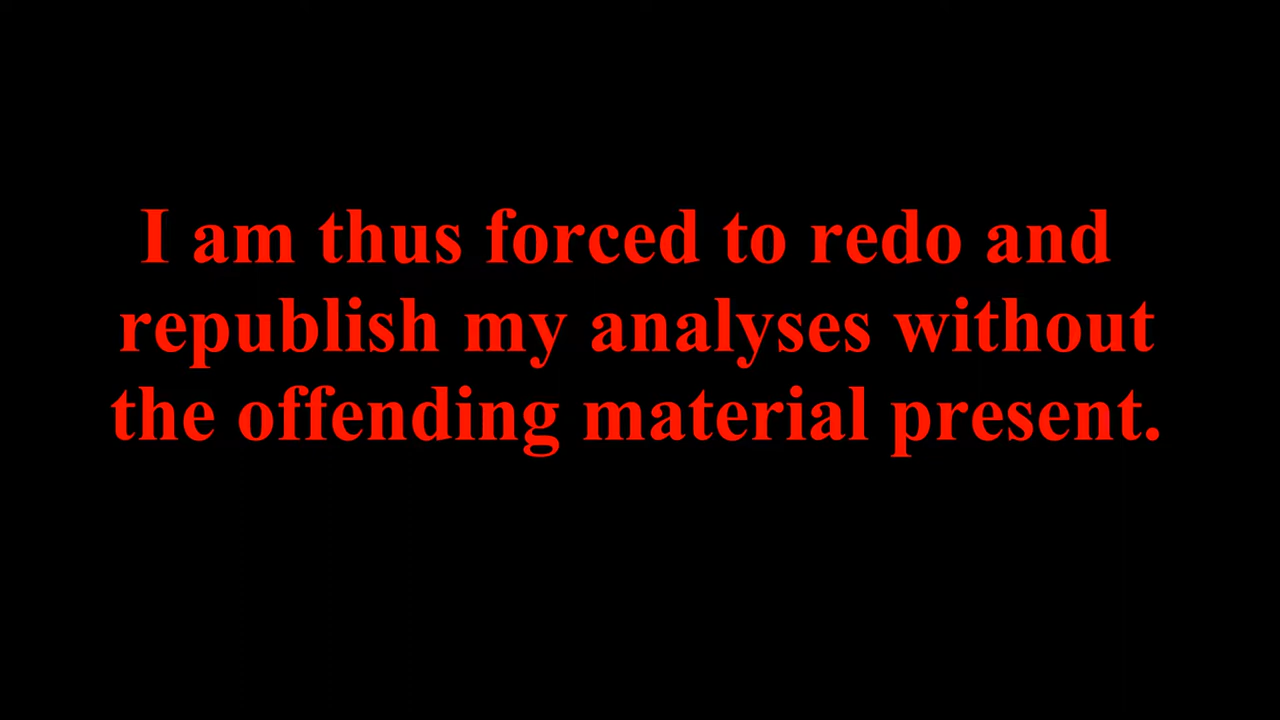 I am thus forced to redo and
republish my analyses without
the offending material present.